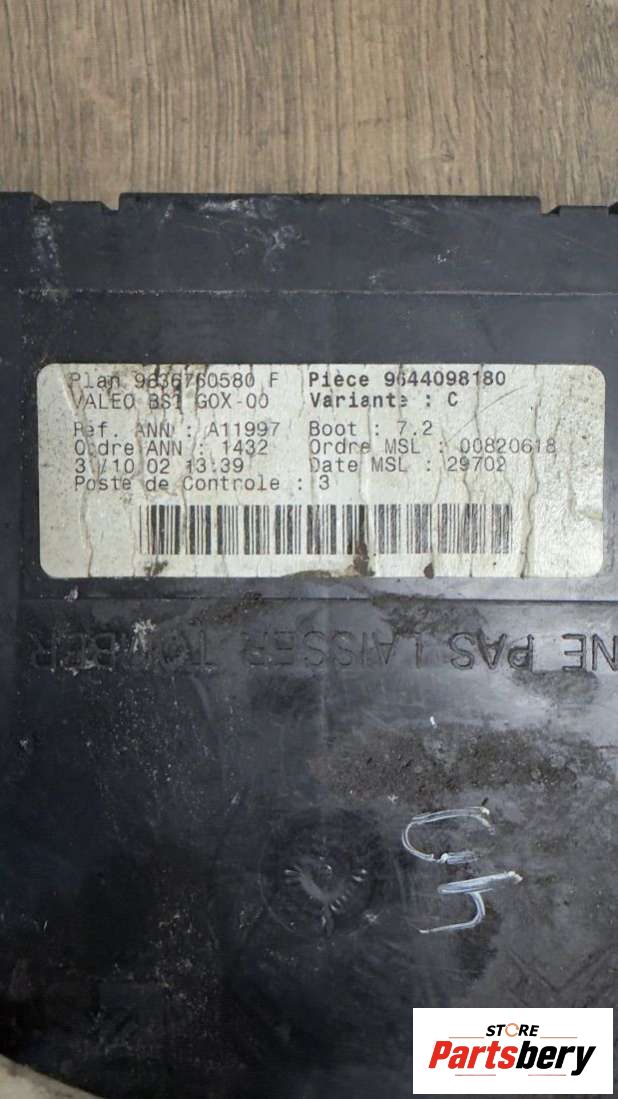 Plan 9636760580 F Pièce 9644098180
VALEO BSI GOX-00 Variante : C
Ref. ANN : A11997 Boot : 7.2
Ordre ANN : 1432 Ordre MSL : 00820618
31/10 02 13:39 Date MSL : 29702
Poste de Controle : 3
NE PAS LAISSER TOMBER
STORE
Partsbery